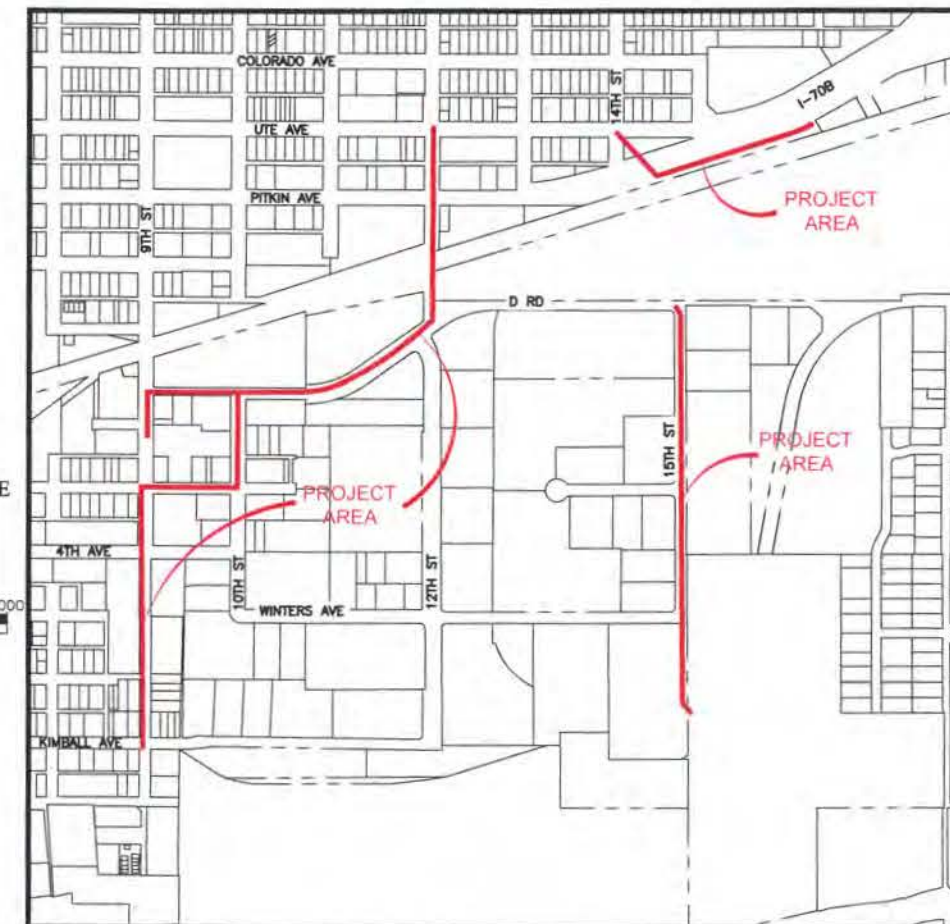 COLORADO AVE
14TH ST
I-70B
UTE AVE
PITKIN AVE
PROJECT
AREA
9TH ST
D RD
15TH ST
PROJECT
AREA
E
PROJECT
AREA
4TH AVE
10TH ST
12TH ST
000
WINTERS AVE
KIMBALL AVE